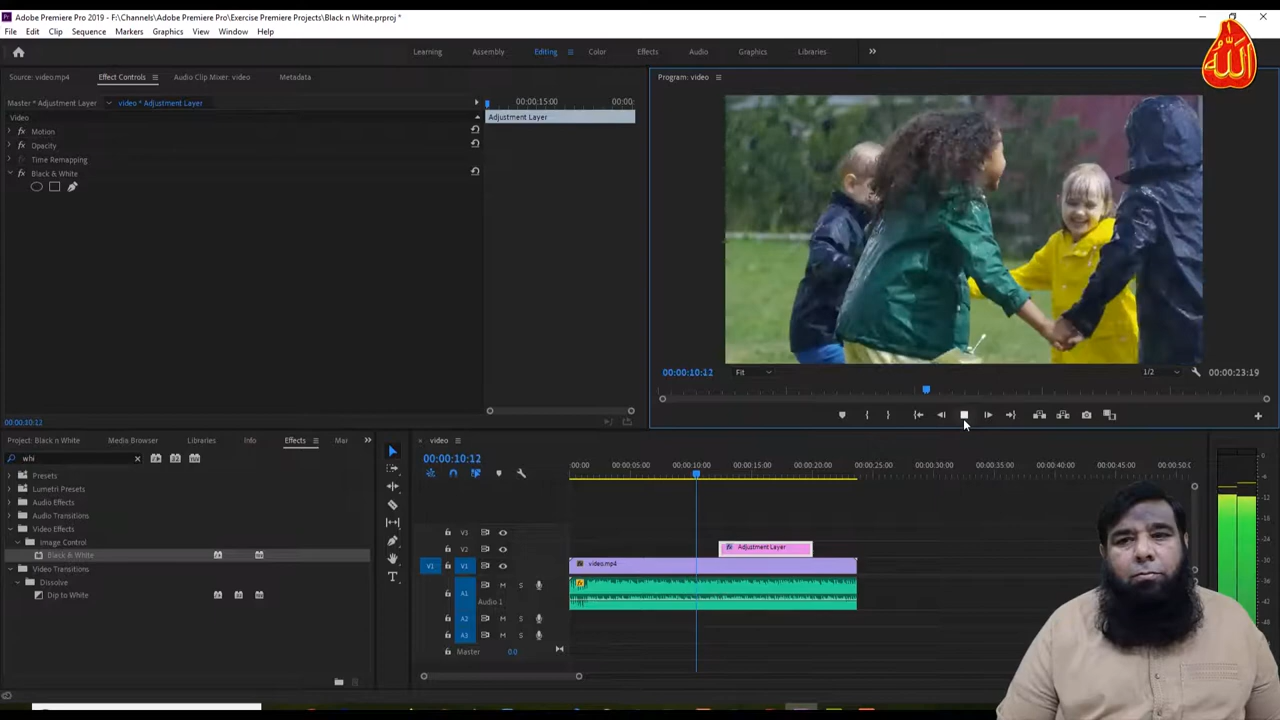 Adobe Premiere Pro 2019 - F:\Channels\Adobe Premiere Pro\Exercise Premiere Projects\Black n White.prproj *
File Edit Clip Sequence Markers Graphics View Window Help
Learning Assembly Editing Color Effects Audio Graphics Libraries
الله
Source: video.mp4 Effect Controls Audio Clip Mixer: video Metadata
Program: video
Master * Adjustment Layer video * Adjustment Layer
00:00:15:00 00:00:
Video
Adjustment Layer
fx Motion
fx Opacity
fx Time Remapping
fx Black & White
00:00:10:12 Fit 1/2 00:00:23:19
00:00:10:12
Project: Black n White Media Browser Libraries Info Effects Mar
whi
Presets
Lumetri Presets
Audio Effects
Audio Transitions
Video Effects
Image Control
Black & White
Video Transitions
Dissolve
Dip to White
video
00:00:10:12
:00:00 00:00:05:00 00:00:10:00 00:00:15:00 00:00:20:00 00:00:25:00 00:00:30:00 00:00:35:00 00:00:40:00 00:00:45:00 00:00:50:0
V3
V2 fx Adjustment Layer
V1 V1 fx video.mp4
A1 M S fx
Audio 1
A2 M S
A3 M S
Master 0.0